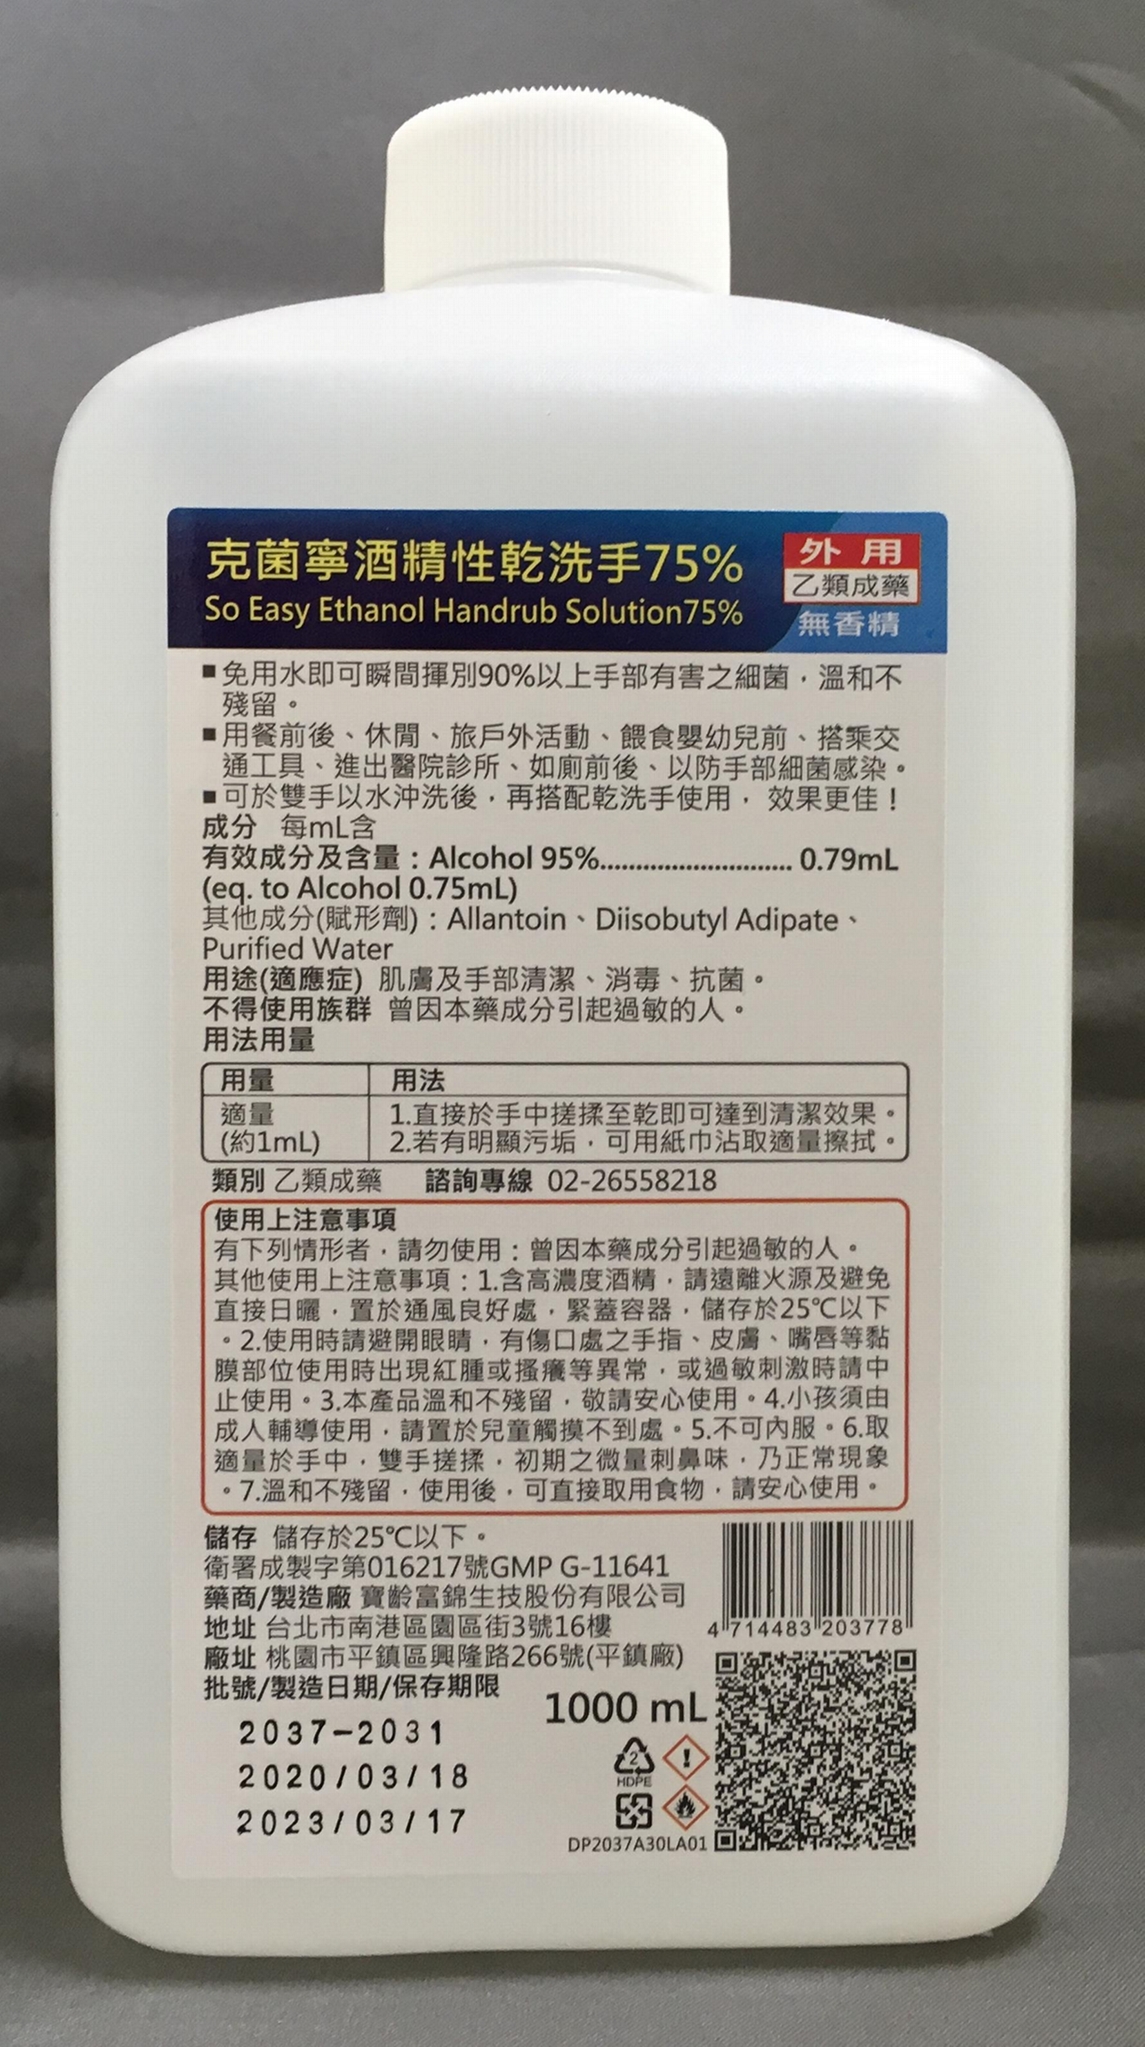 克菌寧酒精性乾洗手75%
So Easy Ethanol Handrub Solution75%
外用
乙類成藥
無香精
▪免用水即可瞬間揮別90%以上手部有害之細菌，溫和不
殘留。
▪用餐前後、休閒、旅戶外活動、餵食嬰幼兒前、搭乘交
通工具、進出醫院診所、如廁前後、以防手部細菌感染。
▪可於雙手以水沖洗後，再搭配乾洗手使用， 效果更佳！
成分 每mL含
有效成分及含量：Alcohol 95%............................ 0.79mL
(eq. to Alcohol 0.75mL)
其他成分(賦形劑)：Allantoin、Diisobutyl Adipate、
Purified Water
用途(適應症) 肌膚及手部清潔、消毒、抗菌。
不得使用族群 曾因本藥成分引起過敏的人。
用法用量
用量 用法
適量 1.直接於手中搓揉至乾即可達到清潔效果。
(約1mL) 2.若有明顯污垢，可用紙巾沾取適量擦拭。
類別 乙類成藥 諮詢專線 02-26558218
使用上注意事項
有下列情形者，請勿使用：曾因本藥成分引起過敏的人。
其他使用上注意事項：1.含高濃度酒精，請遠離火源及避免
直接日曬，置於通風良好處，緊蓋容器，儲存於25℃以下
。2.使用時請避開眼睛，有傷口處之手指、皮膚、嘴唇等黏
膜部位使用時出現紅腫或搔癢等異常，或過敏刺激時請中
止使用。3.本產品溫和不殘留，敬請安心使用。4.小孩須由
成人輔導使用，請置於兒童觸摸不到處。5.不可內服。6.取
適量於手中，雙手搓揉，初期之微量刺鼻味，乃正常現象
。7.溫和不殘留，使用後，可直接取用食物，請安心使用。
儲存 儲存於25℃以下。
衛署成製字第016217號GMP G-11641
藥商/製造廠 寶齡富錦生技股份有限公司
地址 台北市南港區園區街3號16樓
廠址 桃園市平鎮區興隆路266號(平鎮廠)
批號/製造日期/保存期限
2037-2031
2020/03/18
2023/03/17
4 714483 203778
1000 mL
2
HDPE
DP2037A30LA01